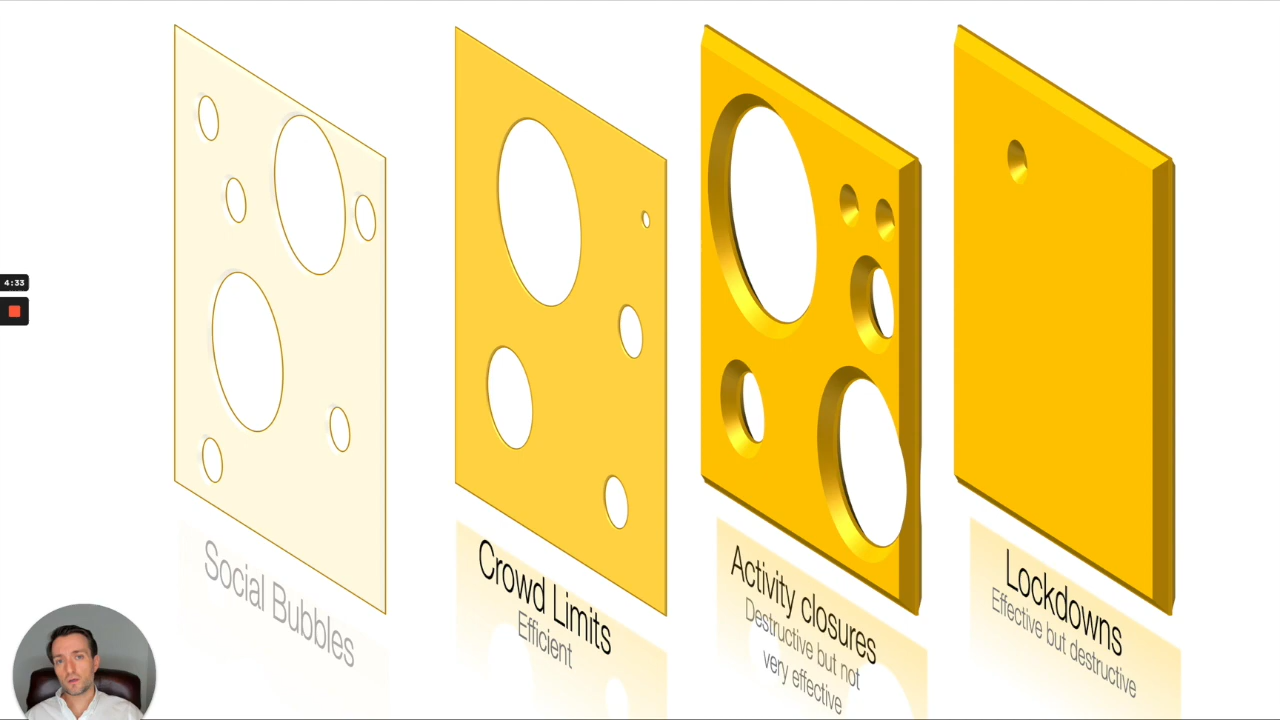 4:33
Social Bubbles
Crowd Limits
Efficient
Activity closures
Destructive but not
very effective
Lockdowns
Effective but destructive